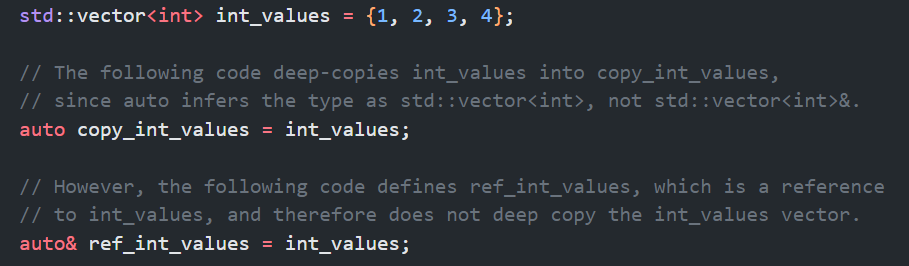 std::vector<int> int_values = {1, 2, 3, 4};
// The following code deep-copies int_values into copy_int_values,
// since auto infers the type as std::vector<int>, not std::vector<int>&.
auto copy_int_values = int_values;
// However, the following code defines ref_int_values, which is a reference
// to int_values, and therefore does not deep copy the int_values vector.
auto& ref_int_values = int_values;